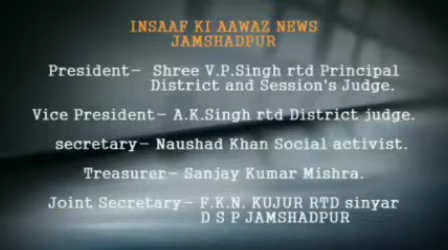 INSAAF KI AAWAZ NEWS
JAMSHADPUR
President- Shree V.P.Singh rtd Principal
District and Session's Judge.
Vice President- A.K.Singh rtd District judge.
secretary- Naushad Khan Social activist.
Treasurer- Sanjay Kumar Mishra.
Joint Secretary- F.K.N. KUJUR RTD sinyar
D S P JAMSHADPUR